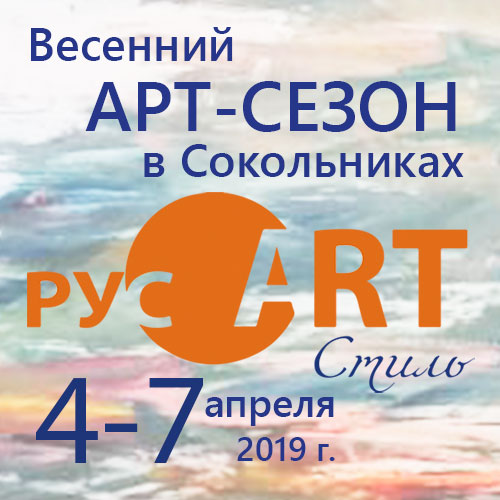 Весенний
АРТ-СЕЗОН
в Сокольниках
РУСART
Стиль
4-7 апреля
2019 г.